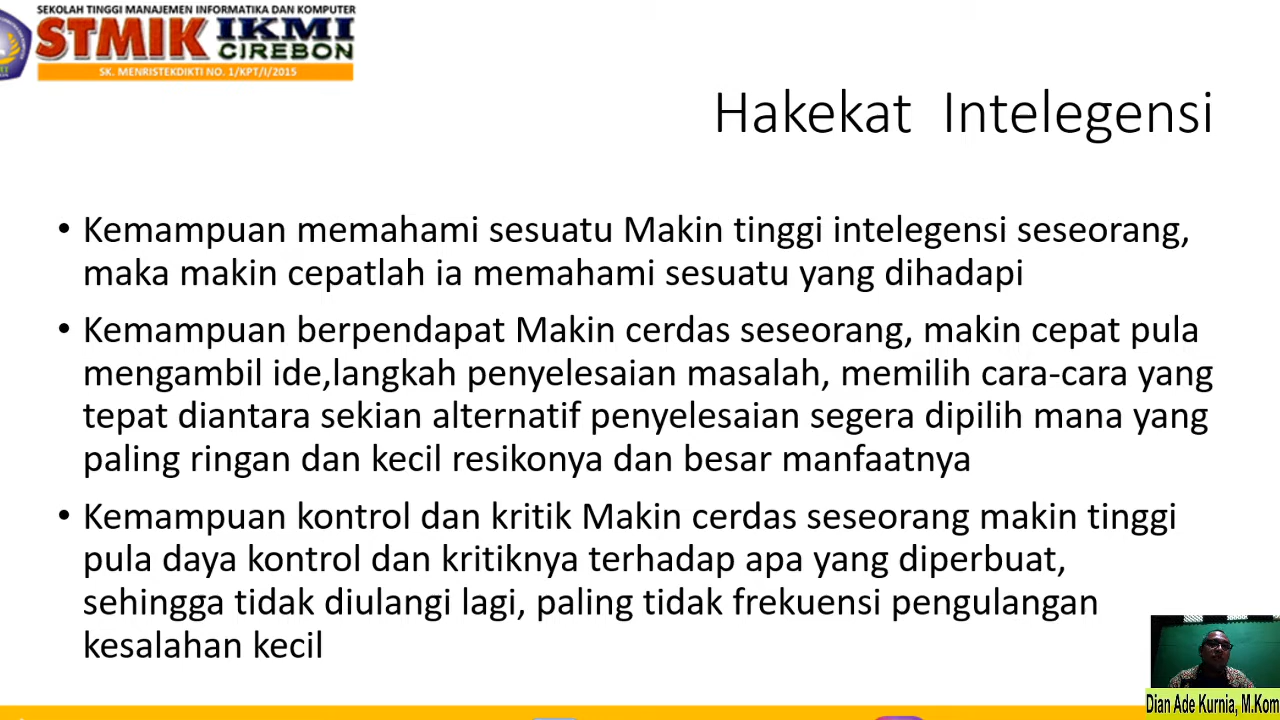 SEKOLAH TINGGI MANAJEMEN INFORMATIKA DAN KOMPUTER
STMIK IKMI
CIREBON
SK. MENRISTEKDIKTI NO. 1/KPT/I/2015
Hakekat Intelegensi
• Kemampuan memahami sesuatu Makin tinggi intelegensi seseorang,
maka makin cepatlah ia memahami sesuatu yang dihadapi
• Kemampuan berpendapat Makin cerdas seseorang, makin cepat pula
mengambil ide,langkah penyelesaian masalah, memilih cara-cara yang
tepat diantara sekian alternatif penyelesaian segera dipilih mana yang
paling ringan dan kecil resikonya dan besar manfaatnya
• Kemampuan kontrol dan kritik Makin cerdas seseorang makin tinggi
pula daya kontrol dan kritiknya terhadap apa yang diperbuat,
sehingga tidak diulangi lagi, paling tidak frekuensi pengulangan
kesalahan kecil
Dian Ade Kurnia, M.Kom